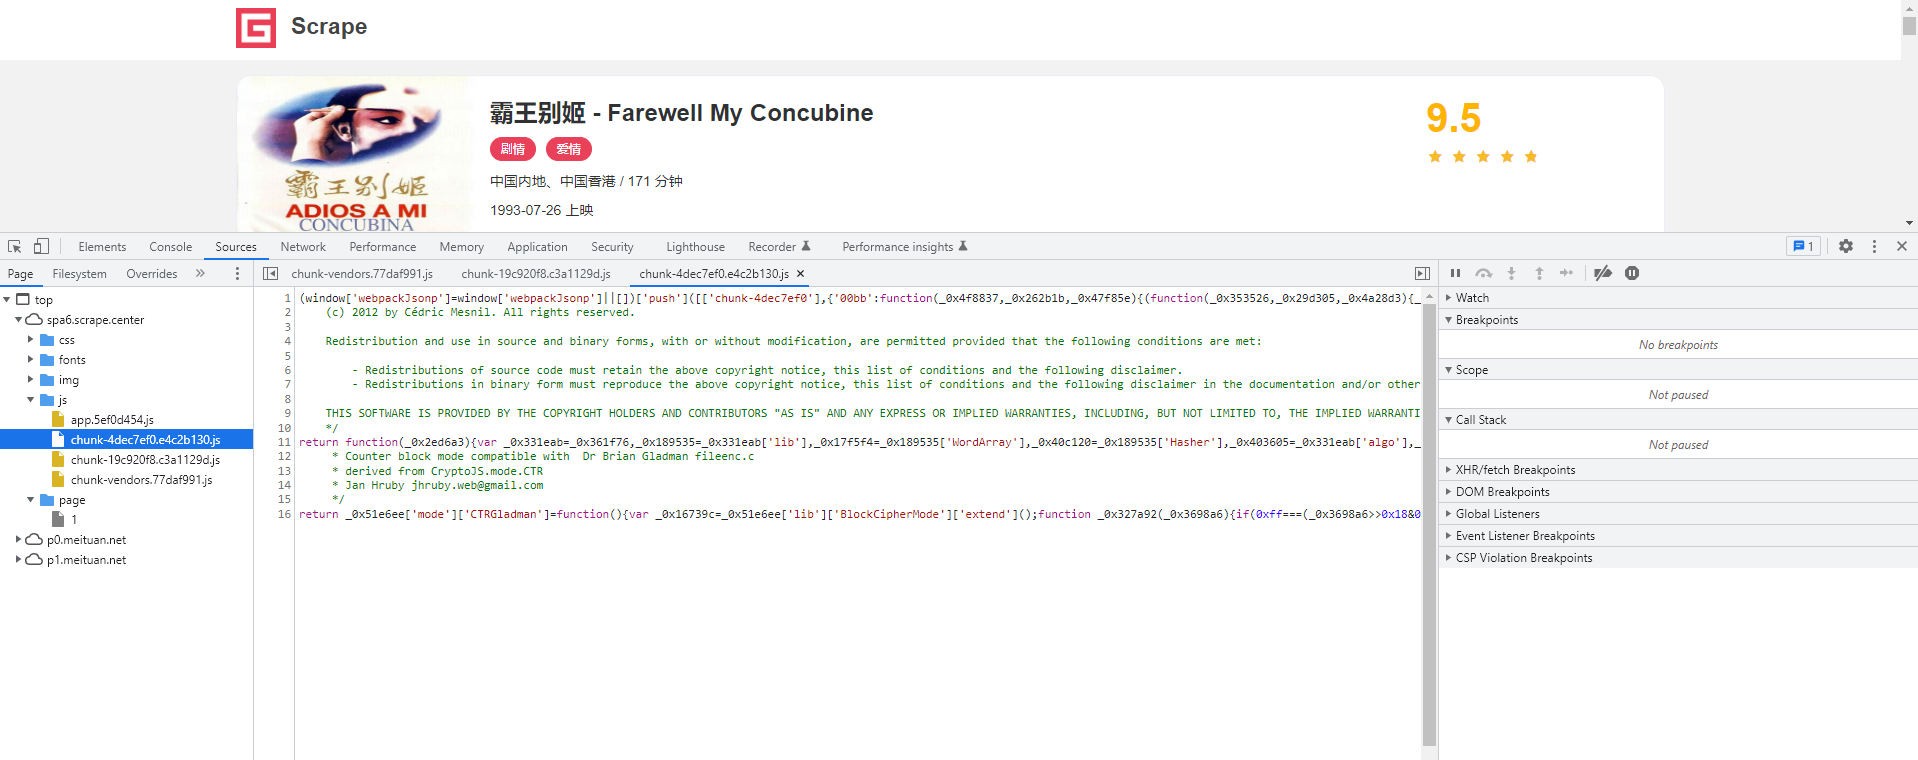 Scrape
霸王别姬 - Farewell My Concubine
9.5
剧情 爱情
中国内地、中国香港 / 171 分钟
1993-07-26 上映
霸王别姬
ADIOS A MI
CONCUBINA
Elements Console Sources Network Performance Memory Application Security Lighthouse Recorder Performance insights 1
Page Filesystem Overrides » chunk-vendors.77daf991.js chunk-19c920f8.c3a1129d.js chunk-4dec7ef0.e4c2b130.js ×
top
spa6.scrape.center
css
fonts
img
js
app.5ef0d454.js
chunk-4dec7ef0.e4c2b130.js
chunk-19c920f8.c3a1129d.js
chunk-vendors.77daf991.js
page
1
p0.meituan.net
p1.meituan.net
1 (window['webpackJsonp']=window['webpackJsonp']||[])['push']([['chunk-4dec7ef0'],{'00bb':function(_0x4f8837,_0x262b1b,_0x47f85e){(function(_0x353526,_0x29d305,_0x4a28d3){_
2 (c) 2012 by Cédric Mesnil. All rights reserved.
3
4 Redistribution and use in source and binary forms, with or without modification, are permitted provided that the following conditions are met:
5
6 - Redistributions of source code must retain the above copyright notice, this list of conditions and the following disclaimer.
7 - Redistributions in binary form must reproduce the above copyright notice, this list of conditions and the following disclaimer in the documentation and/or other
8
9 THIS SOFTWARE IS PROVIDED BY THE COPYRIGHT HOLDERS AND CONTRIBUTORS "AS IS" AND ANY EXPRESS OR IMPLIED WARRANTIES, INCLUDING, BUT NOT LIMITED TO, THE IMPLIED WARRANTI
10 */
11 return function(_0x2ed6a3){var _0x331eab=_0x361f76,_0x189535=_0x331eab['lib'],_0x17f5f4=_0x189535['WordArray'],_0x40c120=_0x189535['Hasher'],_0x403605=_0x331eab['algo'],_
12 * Counter block mode compatible with  Dr Brian Gladman fileenc.c
13 * derived from CryptoJS.mode.CTR
14 * Jan Hruby jhruby.web@gmail.com
15 */
16 return _0x51e6ee['mode']['CTRGladman']=function(){var _0x16739c=_0x51e6ee['lib']['BlockCipherMode']['extend']();function _0x327a92(_0x3698a6){if(0xff===(_0x3698a6>>0x18&0
Watch
Breakpoints
No breakpoints
Scope
Not paused
Call Stack
Not paused
XHR/fetch Breakpoints
DOM Breakpoints
Global Listeners
Event Listener Breakpoints
CSP Violation Breakpoints